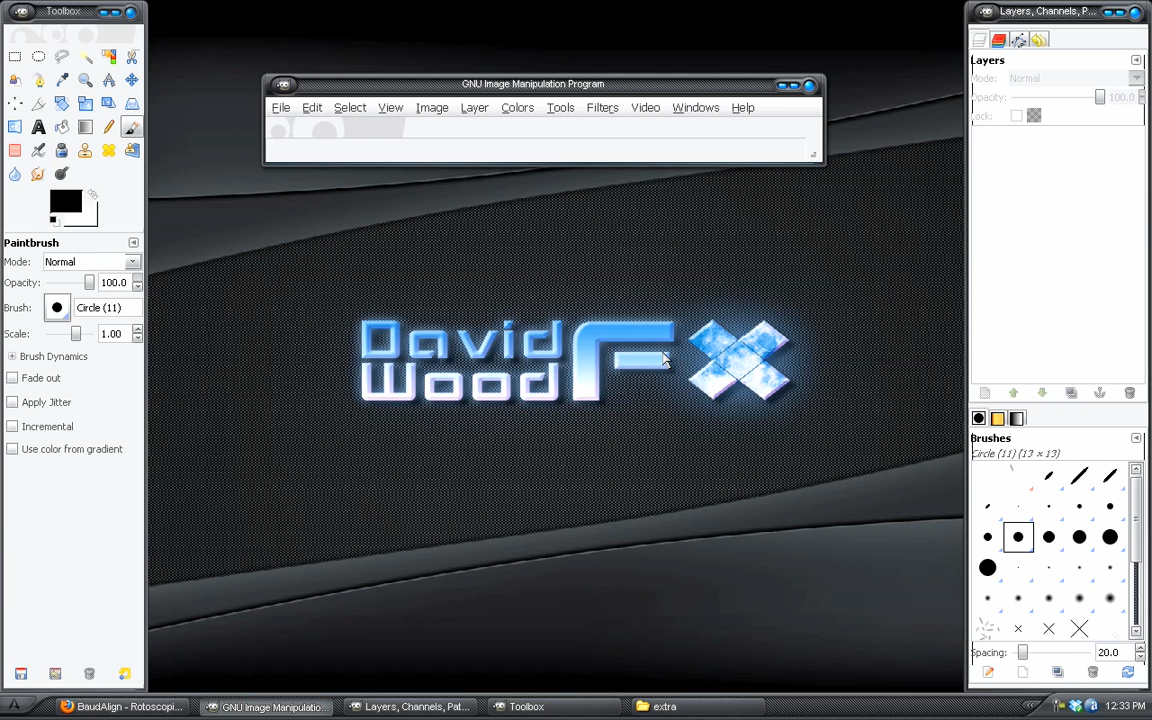 Toolbox
Layers, Channels, P...
GNU Image Manipulation Program
File Edit Select View Image Layer Colors Tools Filters Video Windows Help
Paintbrush
Mode: Normal
Opacity: 100.0
Brush: Circle (11)
Scale: 1.00
Brush Dynamics
Fade out
Apply Jitter
Incremental
Use color from gradient
David
Wood
FX
Layers
Mode: Normal
Opacity: 100.0
Lock:
Brushes
Circle (11) (13 × 13)
Spacing: 20.0
BaudAlign - Rotoscopi...
GNU Image Manipulatio...
Layers, Channels, Pat...
Toolbox
extra
12:33 PM